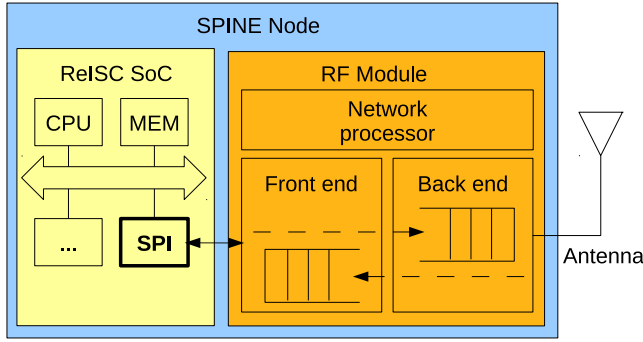 SPINE Node
ReISC SoC
RF Module
CPU
MEM
Network
processor
Front end
Back end
...
SPI
Antenna